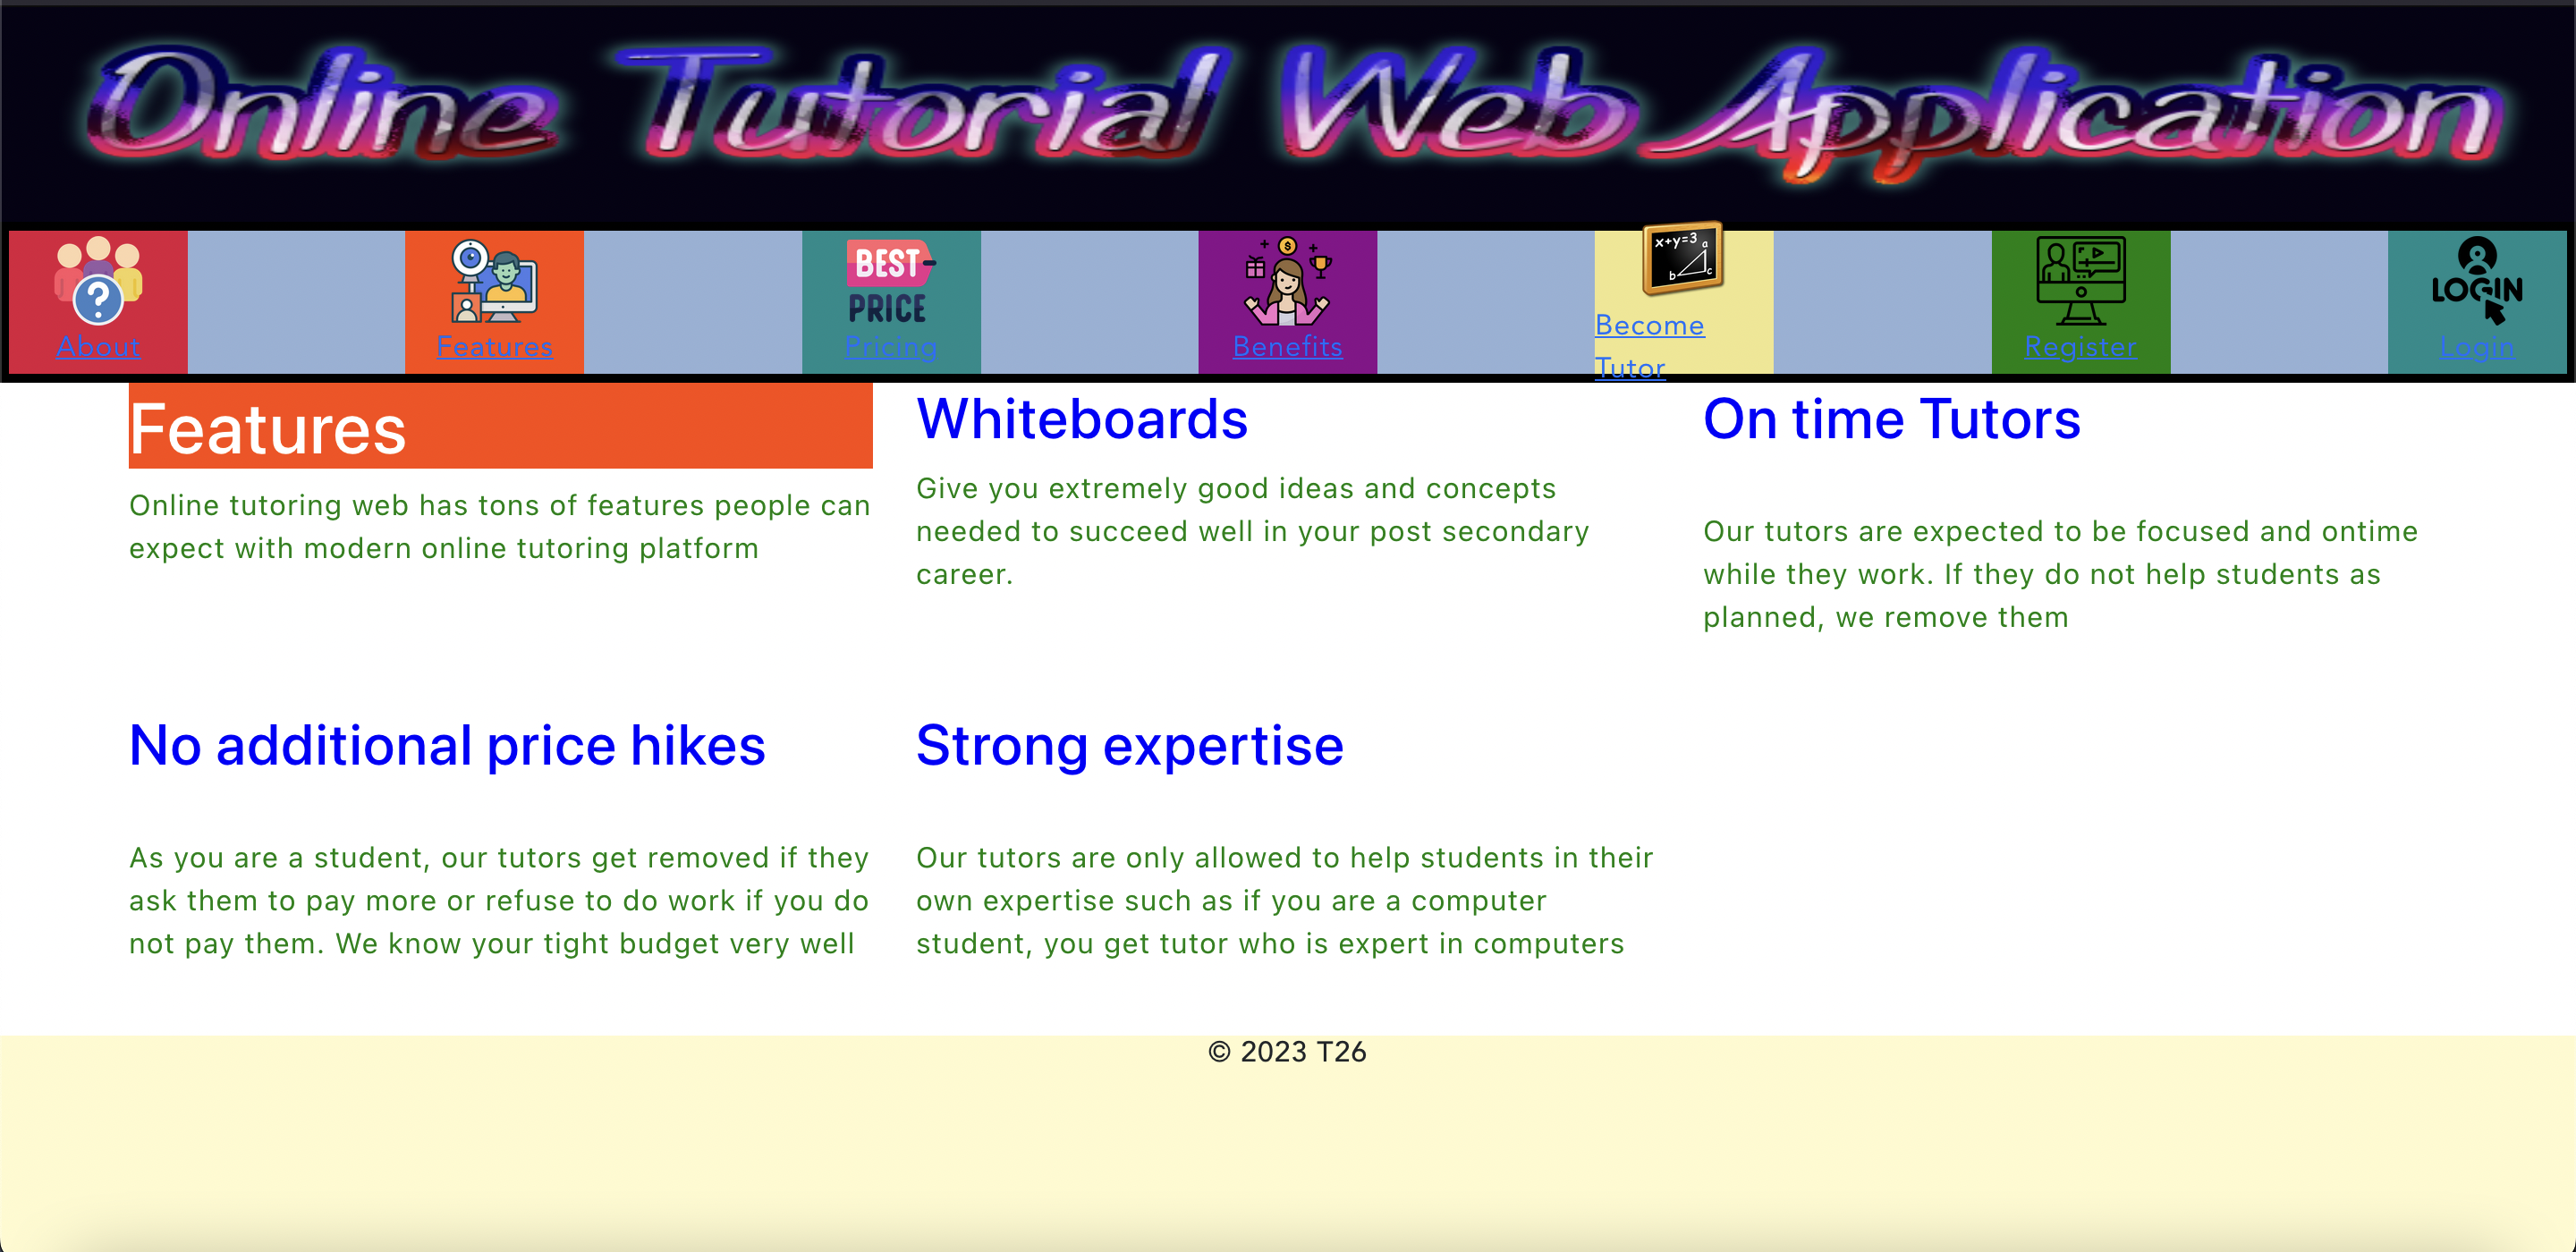 Online Tutorial Web Application
BEST
PRICE
x+y=3 a
b c
LOGIN
About
Features
Pricing
Benefits
Become
Tutor
Register
Login
Features
Online tutoring web has tons of features people can
expect with modern online tutoring platform
Whiteboards
Give you extremely good ideas and concepts
needed to succeed well in your post secondary
career.
On time Tutors
Our tutors are expected to be focused and ontime
while they work. If they do not help students as
planned, we remove them
No additional price hikes
As you are a student, our tutors get removed if they
ask them to pay more or refuse to do work if you do
not pay them. We know your tight budget very well
Strong expertise
Our tutors are only allowed to help students in their
own expertise such as if you are a computer
student, you get tutor who is expert in computers
© 2023 T26